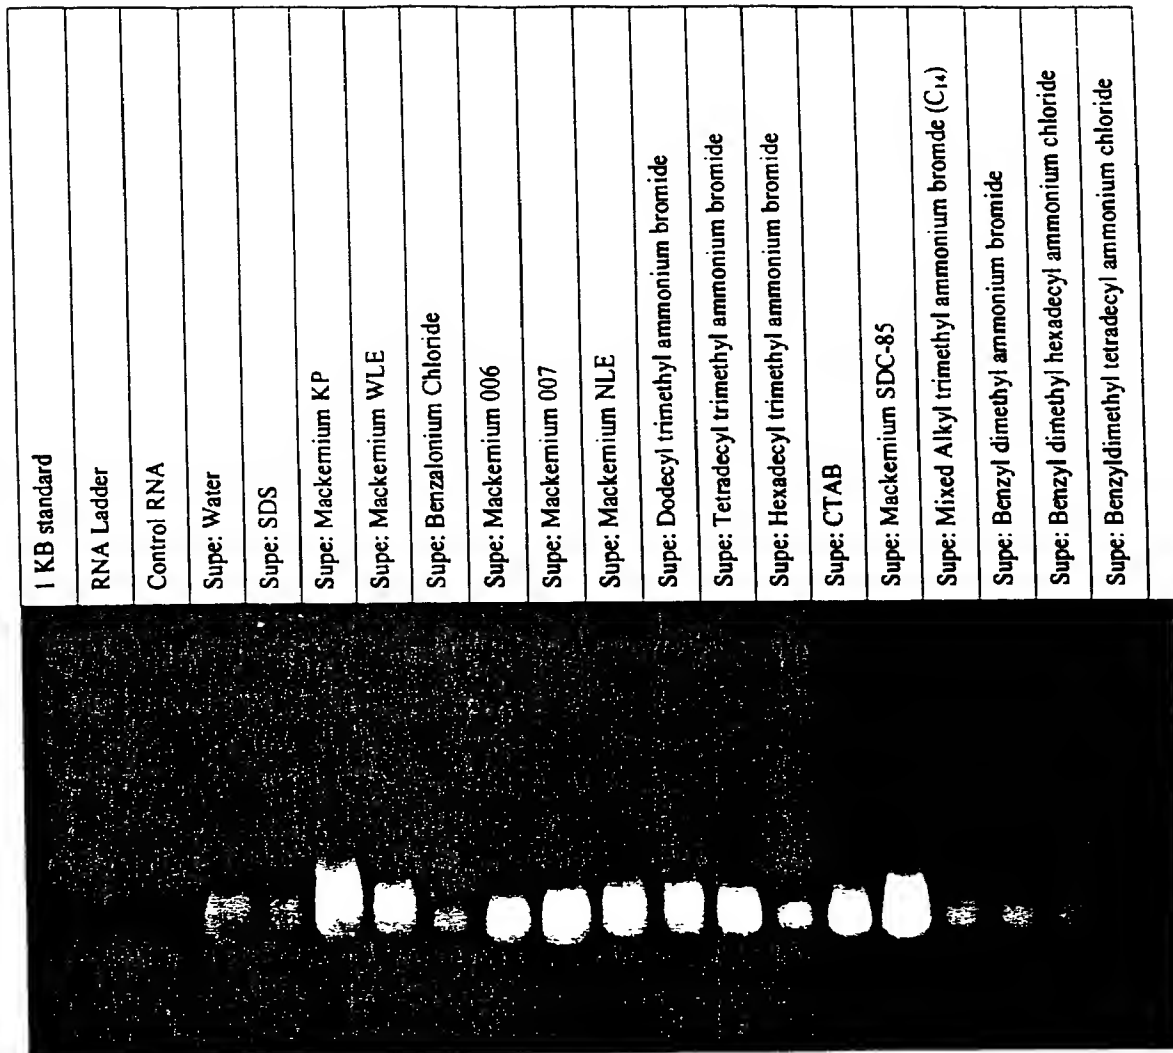 1 KB standard
RNA Ladder
Control RNA
Supe: Water
Supe: SDS
Supe: Mackernium KP
Supe: Mackernium WLE
Supe: Benzalonium Chloride
Supe: Mackenium 006
Supe: Mackenium 007
Supe: Mackernium NLE
Supe: Dodecyl trimethyl ammonium bromide
Supe: Tetradecyl trimethyl ammonium bromide
Supe: Hexadecyl trimethyl ammonium bromide
Supe: CTAB
Supe: Mackernium SDC-85
Supe: Mixed Alkyl trimethyl ammonium bromde (C₁₄)
Supe: Benzyl dimethyl ammonium bromide
Supe: Benzyl dimethyl hexadecyl ammonium chloride
Supe: Benzyldimethyl tetradecyl ammonium chloride